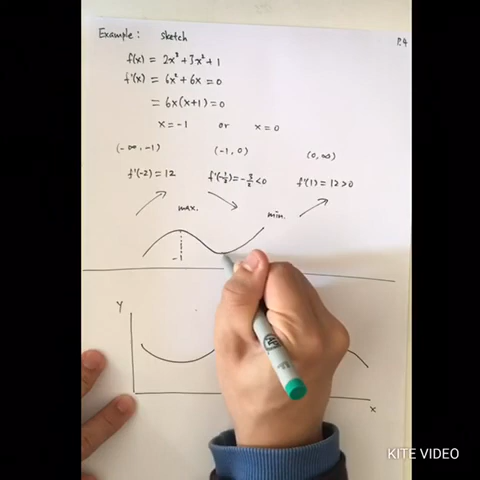 Example: sketch P.4
f(x) = 2x³ + 3x² + 1
f'(x) = 6x² + 6x = 0
= 6x(x+1) = 0
x = -1 or x = 0
(-∞, -1) (-1, 0) (0, ∞)
f'(-2) = 12 f'(-½) = -3/2 < 0 f'(1) = 12 > 0
max. min.
-1
Y
X
KITE VIDEO